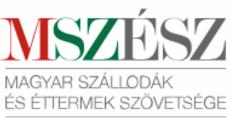 MSZÉSZ
MAGYAR SZÁLLODÁK
ÉS ÉTTERMEK SZÖVETSÉGE